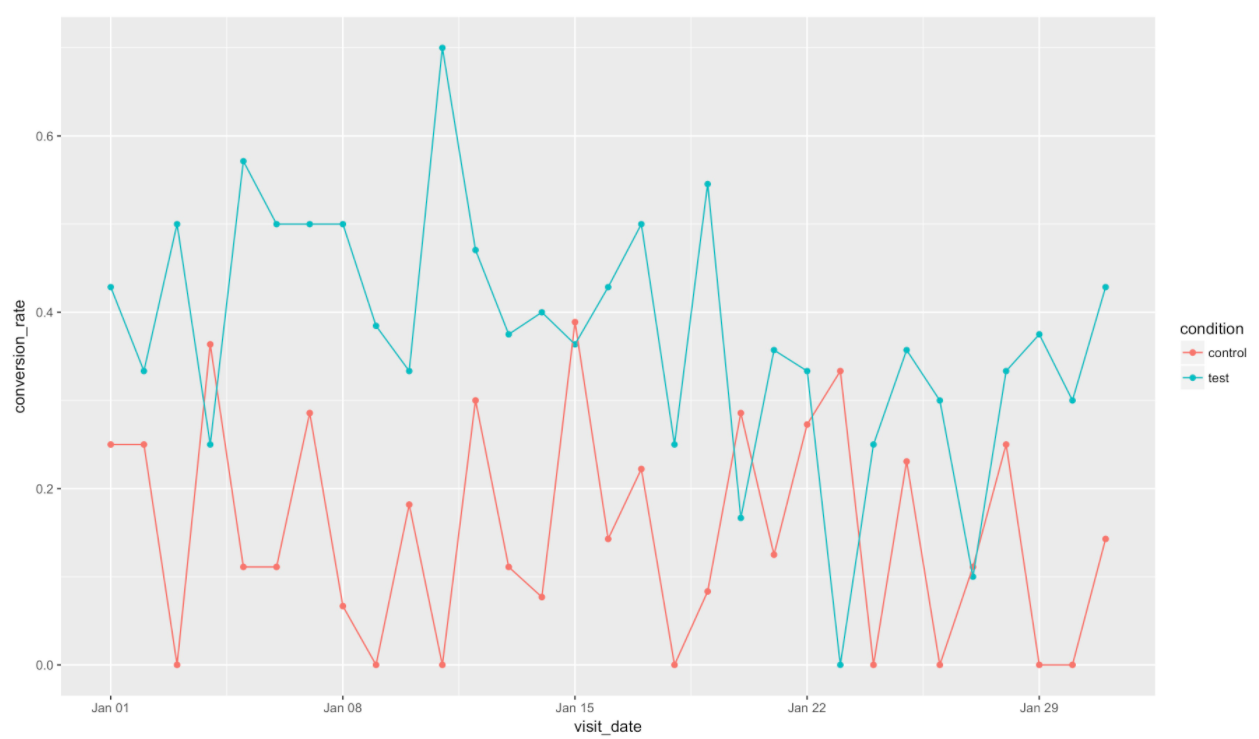 conversion_rate
0.6
0.4
0.2
0.0
Jan 01 Jan 08 Jan 15 Jan 22 Jan 29
visit_date
condition
control
test